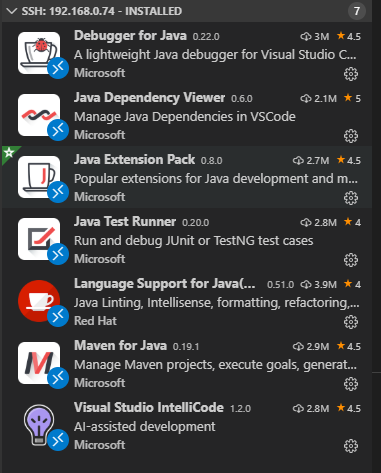 SSH: 192.168.0.74 - INSTALLED 7
Debugger for Java 0.22.0 3M ★4.5
A lightweight Java debugger for Visual Studio C...
Microsoft
Java Dependency Viewer 0.6.0 2.1M ★5
Manage Java Dependencies in VSCode
Microsoft
Java Extension Pack 0.8.0 2.7M ★4.5
Popular extensions for Java development and m...
Microsoft
Java Test Runner 0.20.0 2.8M ★4
Run and debug JUnit or TestNG test cases
Microsoft
Language Support for Java(... 0.51.0 3.9M ★4
Java Linting, Intellisense, formatting, refactoring,...
Red Hat
Maven for Java 0.19.1 2.9M ★4.5
Manage Maven projects, execute goals, generat...
Microsoft
Visual Studio IntelliCode 1.2.0 2.8M ★4.5
AI-assisted development
Microsoft